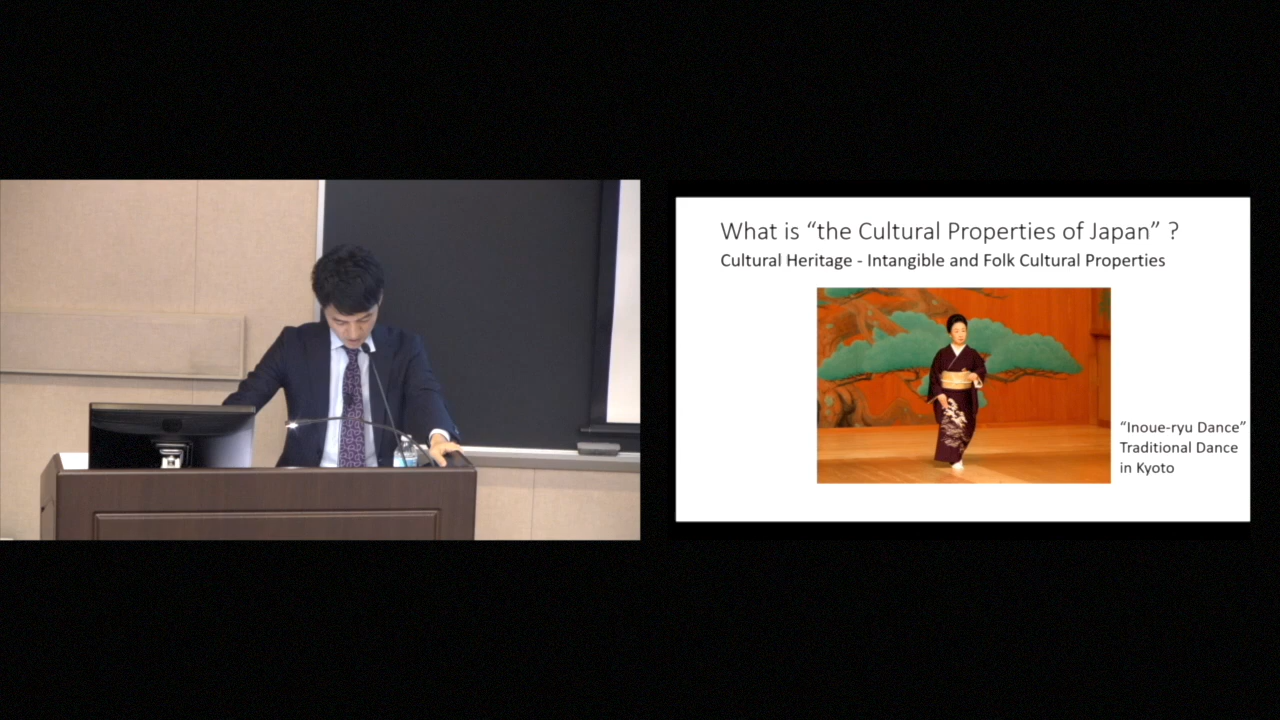 What is “the Cultural Properties of Japan” ?
Cultural Heritage - Intangible and Folk Cultural Properties
“Inoue-ryu Dance”
Traditional Dance
in Kyoto